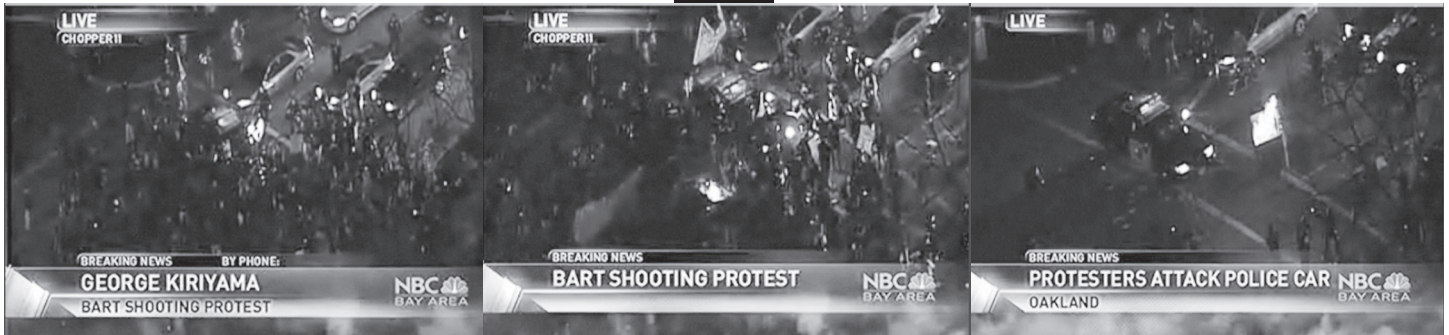 LIVE
CHOPPER11
BREAKING NEWS BY PHONE:
GEORGE KIRIYAMA
BART SHOOTING PROTEST
NBC
BAY AREA
LIVE
CHOPPER11
BREAKING NEWS
BART SHOOTING PROTEST
NBC
BAY AREA
LIVE
BREAKING NEWS
PROTESTERS ATTACK POLICE CAR
OAKLAND
NBC
BAY AREA